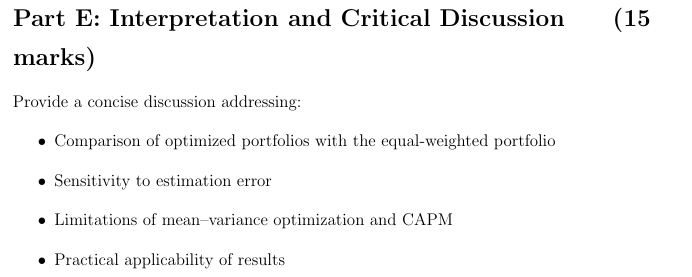 Part E: Interpretation and Critical Discussion (15
marks)
Provide a concise discussion addressing:
• Comparison of optimized portfolios with the equal-weighted portfolio
• Sensitivity to estimation error
• Limitations of mean–variance optimization and CAPM
• Practical applicability of results